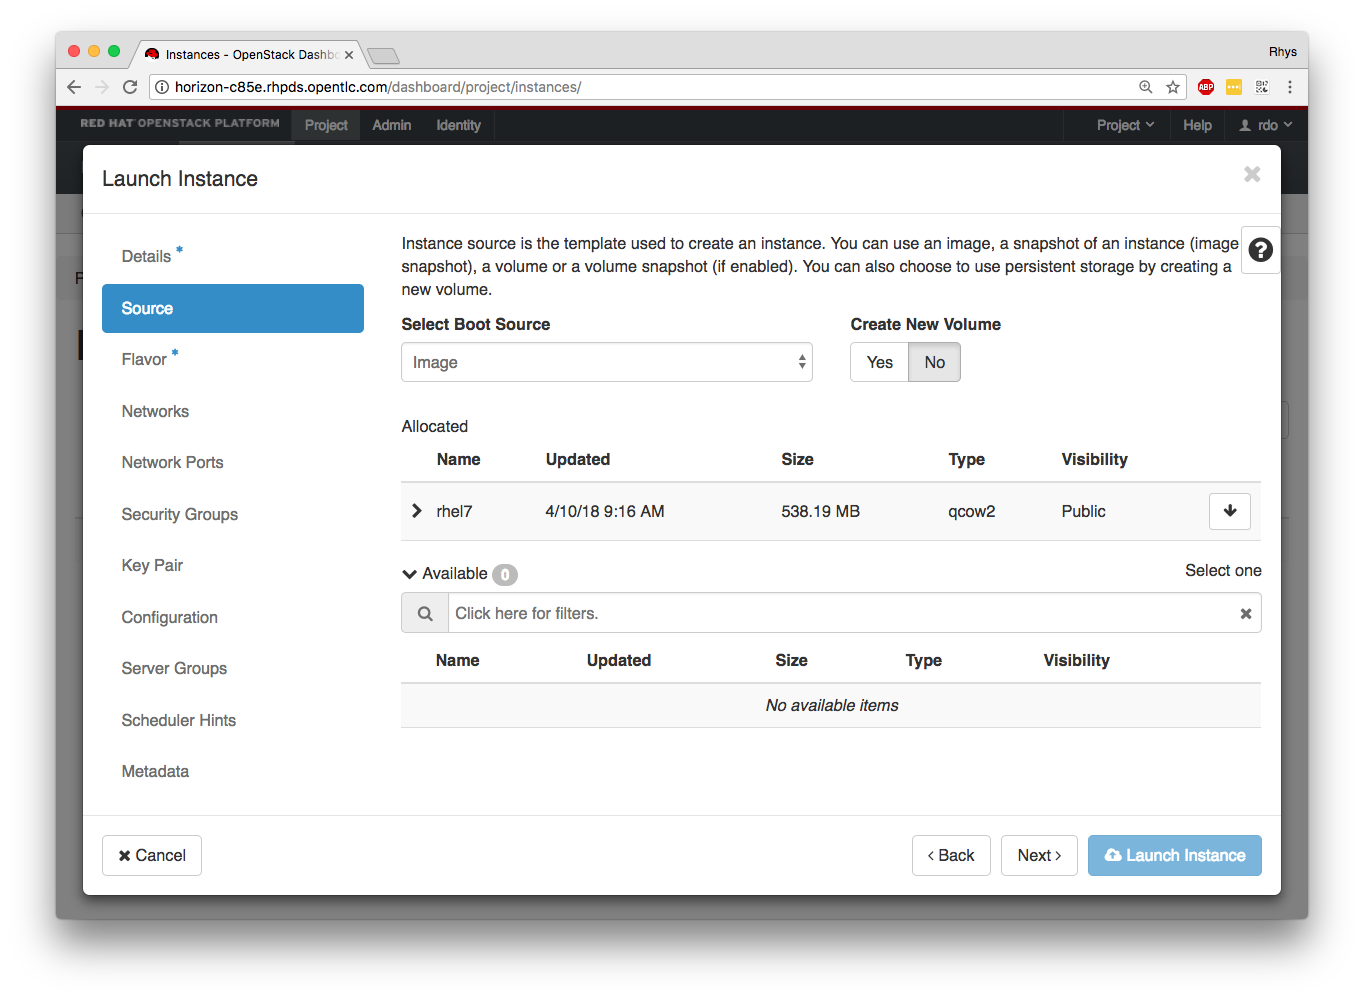 Instances - OpenStack Dashbo
Rhys
horizon-c85e.rhpds.opentlc.com/dashboard/project/instances/
ABP
RED HAT OPENSTACK PLATFORM Project Admin Identity Project Help rdo
Launch Instance
Details *
Source
Flavor *
Networks
Network Ports
Security Groups
Key Pair
Configuration
Server Groups
Scheduler Hints
Metadata
Instance source is the template used to create an instance. You can use an image, a snapshot of an instance (image
snapshot), a volume or a volume snapshot (if enabled). You can also choose to use persistent storage by creating a
new volume.
Select Boot Source Create New Volume
Image Yes No
Allocated
Name Updated Size Type Visibility
rhel7 4/10/18 9:16 AM 538.19 MB qcow2 Public
Available 0 Select one
Click here for filters.
Name Updated Size Type Visibility
No available items
Cancel < Back Next > Launch Instance